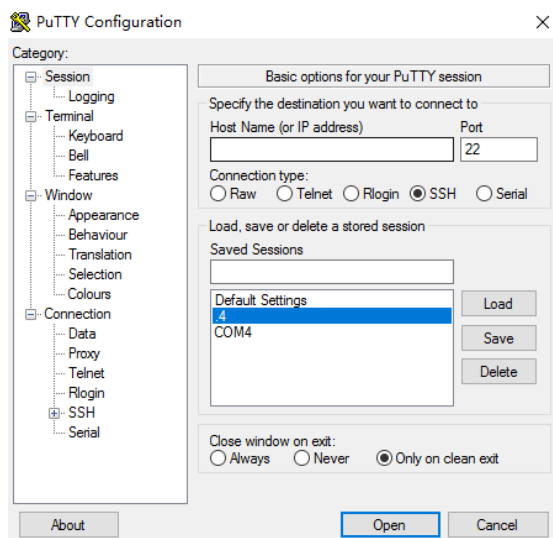 PuTTY Configuration
Category:
Session
Logging
Terminal
Keyboard
Bell
Features
Window
Appearance
Behaviour
Translation
Selection
Colours
Connection
Data
Proxy
Telnet
Rlogin
SSH
Serial
Basic options for your PuTTY session
Specify the destination you want to connect to
Host Name (or IP address) Port
22
Connection type:
Raw Telnet Rlogin SSH Serial
Load, save or delete a stored session
Saved Sessions
Default Settings
.4
COM4
Load
Save
Delete
Close window on exit:
Always Never Only on clean exit
About Open Cancel